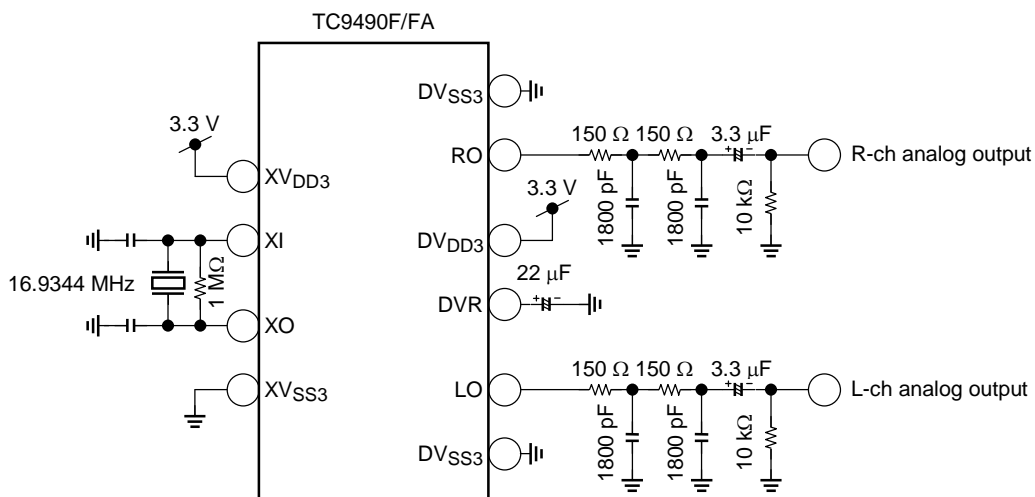 TC9490F/FA
DVSS3
3.3 V
XVDD3
RO
150 Ω 150 Ω 3.3 μF
R-ch analog output
1800 pF
1800 pF
10 kΩ
3.3 V
DVDD3
XI
16.9344 MHz
1 MΩ
XO
22 μF
DVR
+ −
XVSS3
LO
150 Ω 150 Ω 3.3 μF
L-ch analog output
+ −
+ −
1800 pF
1800 pF
10 kΩ
DVSS3